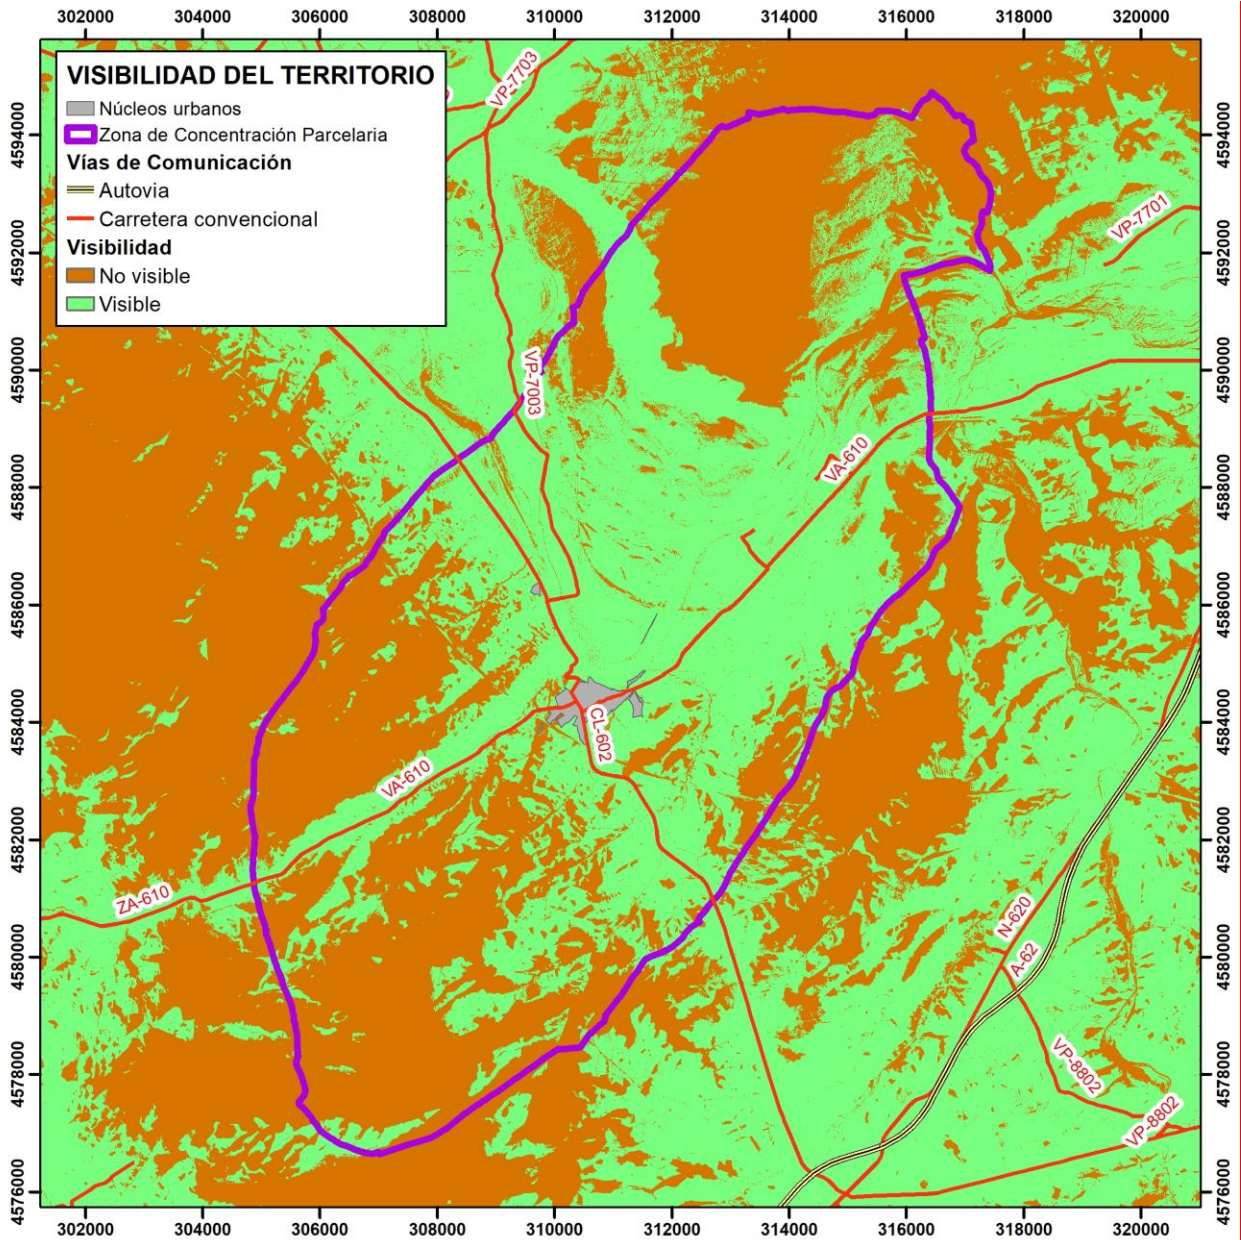 302000 304000 306000 308000 310000 312000 314000 316000 318000 320000
VISIBILIDAD DEL TERRITORIO
Núcleos urbanos
Zona de Concentración Parcelaria
Vías de Comunicación
Autovia
Carretera convencional
Visibilidad
No visible
Visible
4594000
4592000
4590000
4588000
4586000
4584000
4582000
4580000
4578000
4576000
VP-7703
VP-7701
VP-7003
VA-610
CL-602
VA-610
ZA-610
N-620
A-62
VP-8802
VP-8802
4594000
4592000
4590000
4588000
4586000
4584000
4582000
4580000
4578000
4576000
302000 304000 306000 308000 310000 312000 314000 316000 318000 320000